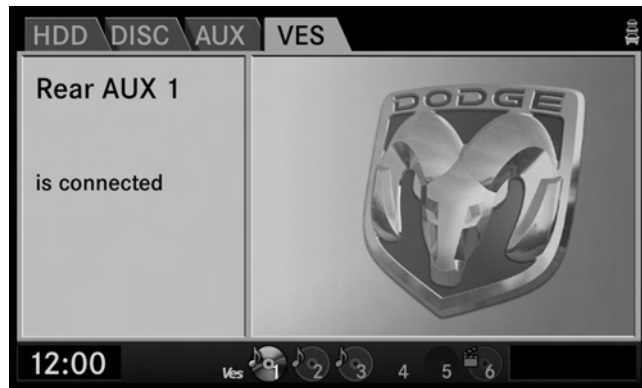 HDD DISC AUX VES
Rear AUX 1
DODGE
is connected
12:00 Ves 1 2 3 4 5 6